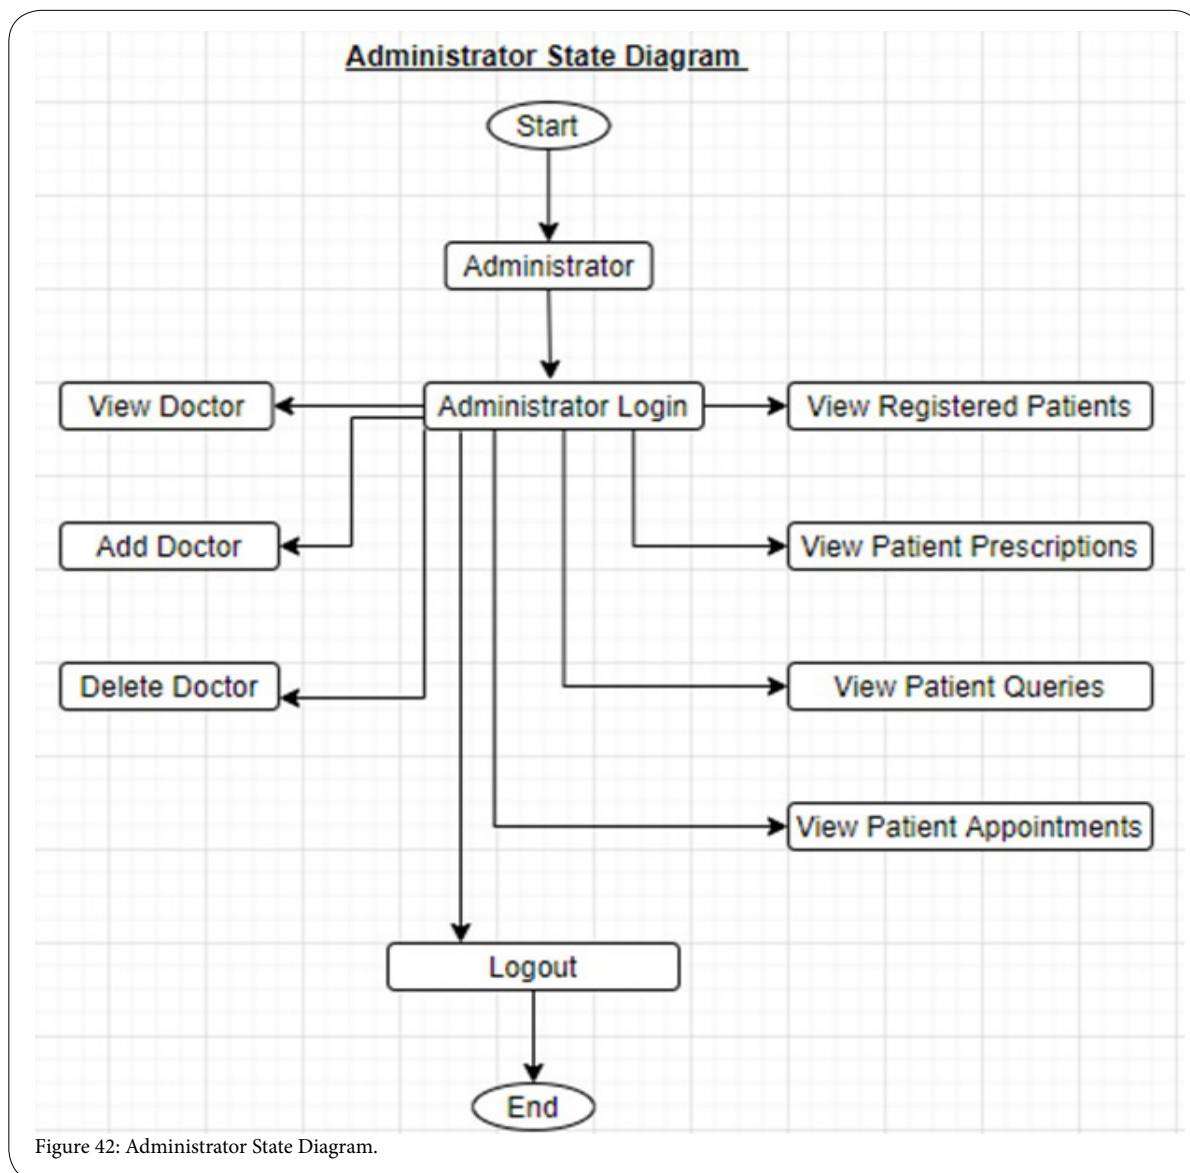 Administrator State Diagram
Start
Administrator
View Doctor
Administrator Login
View Registered Patients
Add Doctor
View Patient Prescriptions
Delete Doctor
View Patient Queries
View Patient Appointments
Logout
End
Figure 42: Administrator State Diagram.